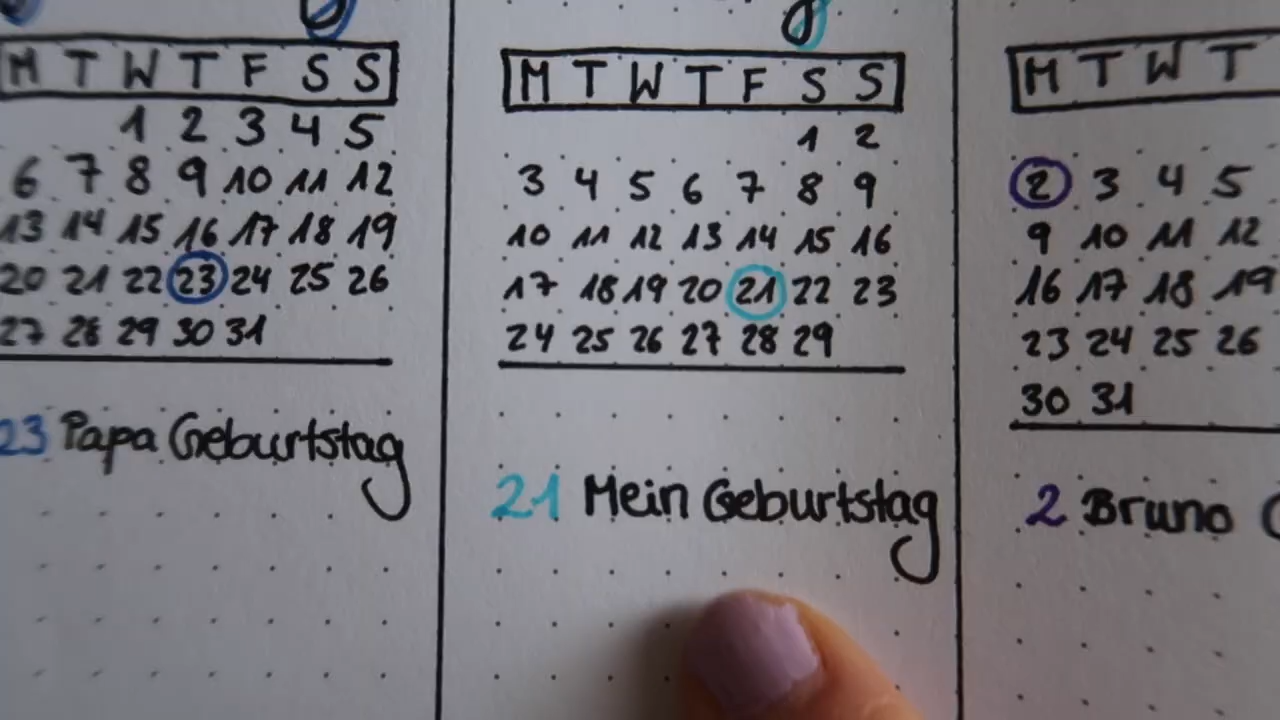 M T W T F S S
1 2 3 4 5
6 7 8 9 10 11 12
13 14 15 16 17 18 19
20 21 22 23 24 25 26
27 28 29 30 31
23 Papa Geburtstag
M T W T F S S
1 2
3 4 5 6 7 8 9
10 11 12 13 14 15 16
17 18 19 20 21 22 23
24 25 26 27 28 29
21 Mein Geburtstag
M T W T
2 3 4 5
9 10 11 12
16 17 18 19
23 24 25 26
30 31
2 Bruno